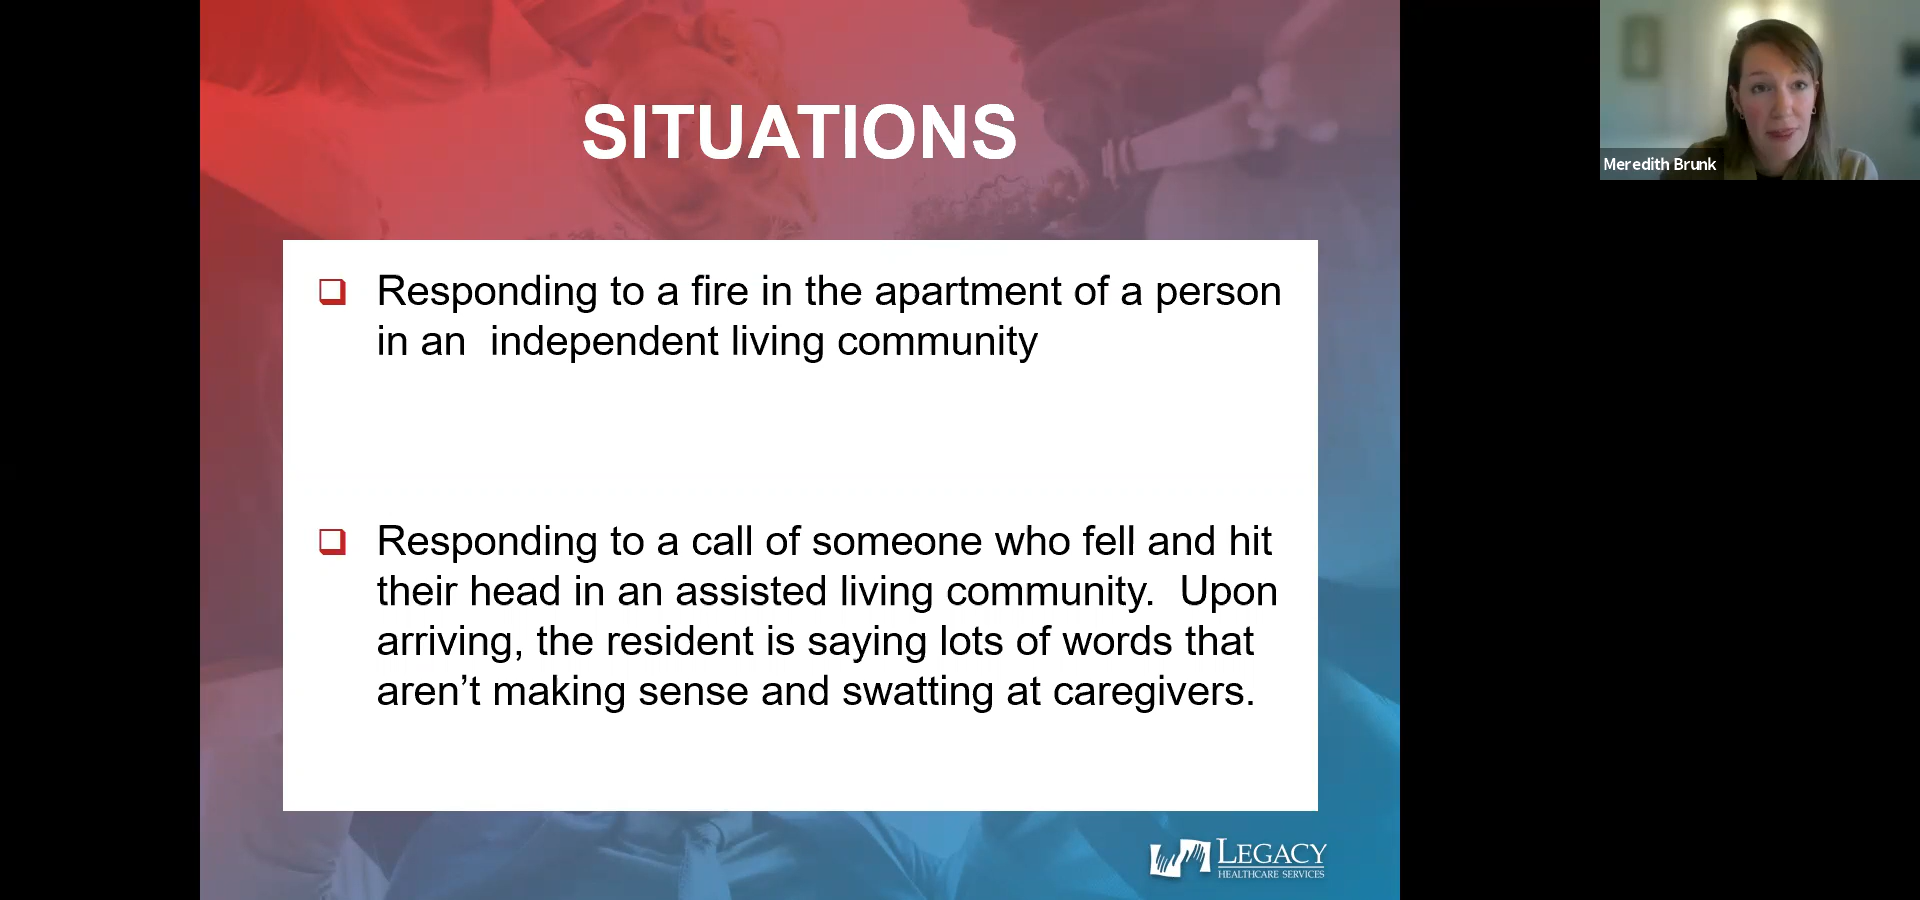 SITUATIONS
Responding to a fire in the apartment of a person
in an  independent living community
Responding to a call of someone who fell and hit
their head in an assisted living community.  Upon
arriving, the resident is saying lots of words that
aren’t making sense and swatting at caregivers.
LEGACY
HEALTHCARE SERVICES
Meredith Brunk